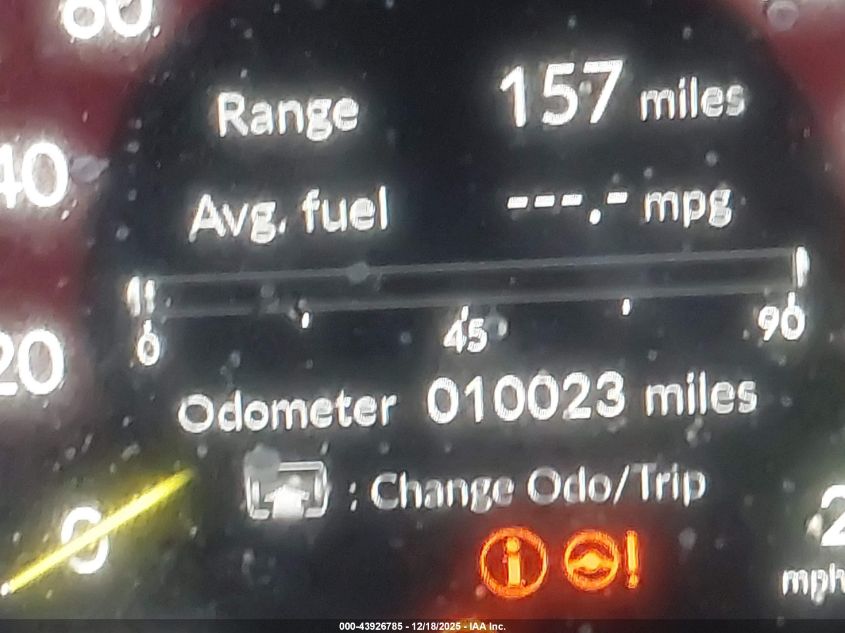 60
Range 157 miles
40
Avg. fuel ---.- mpg
0 45 90
20
Odometer 010023 miles
: Change Odo/Trip
0
mph
000-43926785 - 12/18/2025 - IAA Inc.